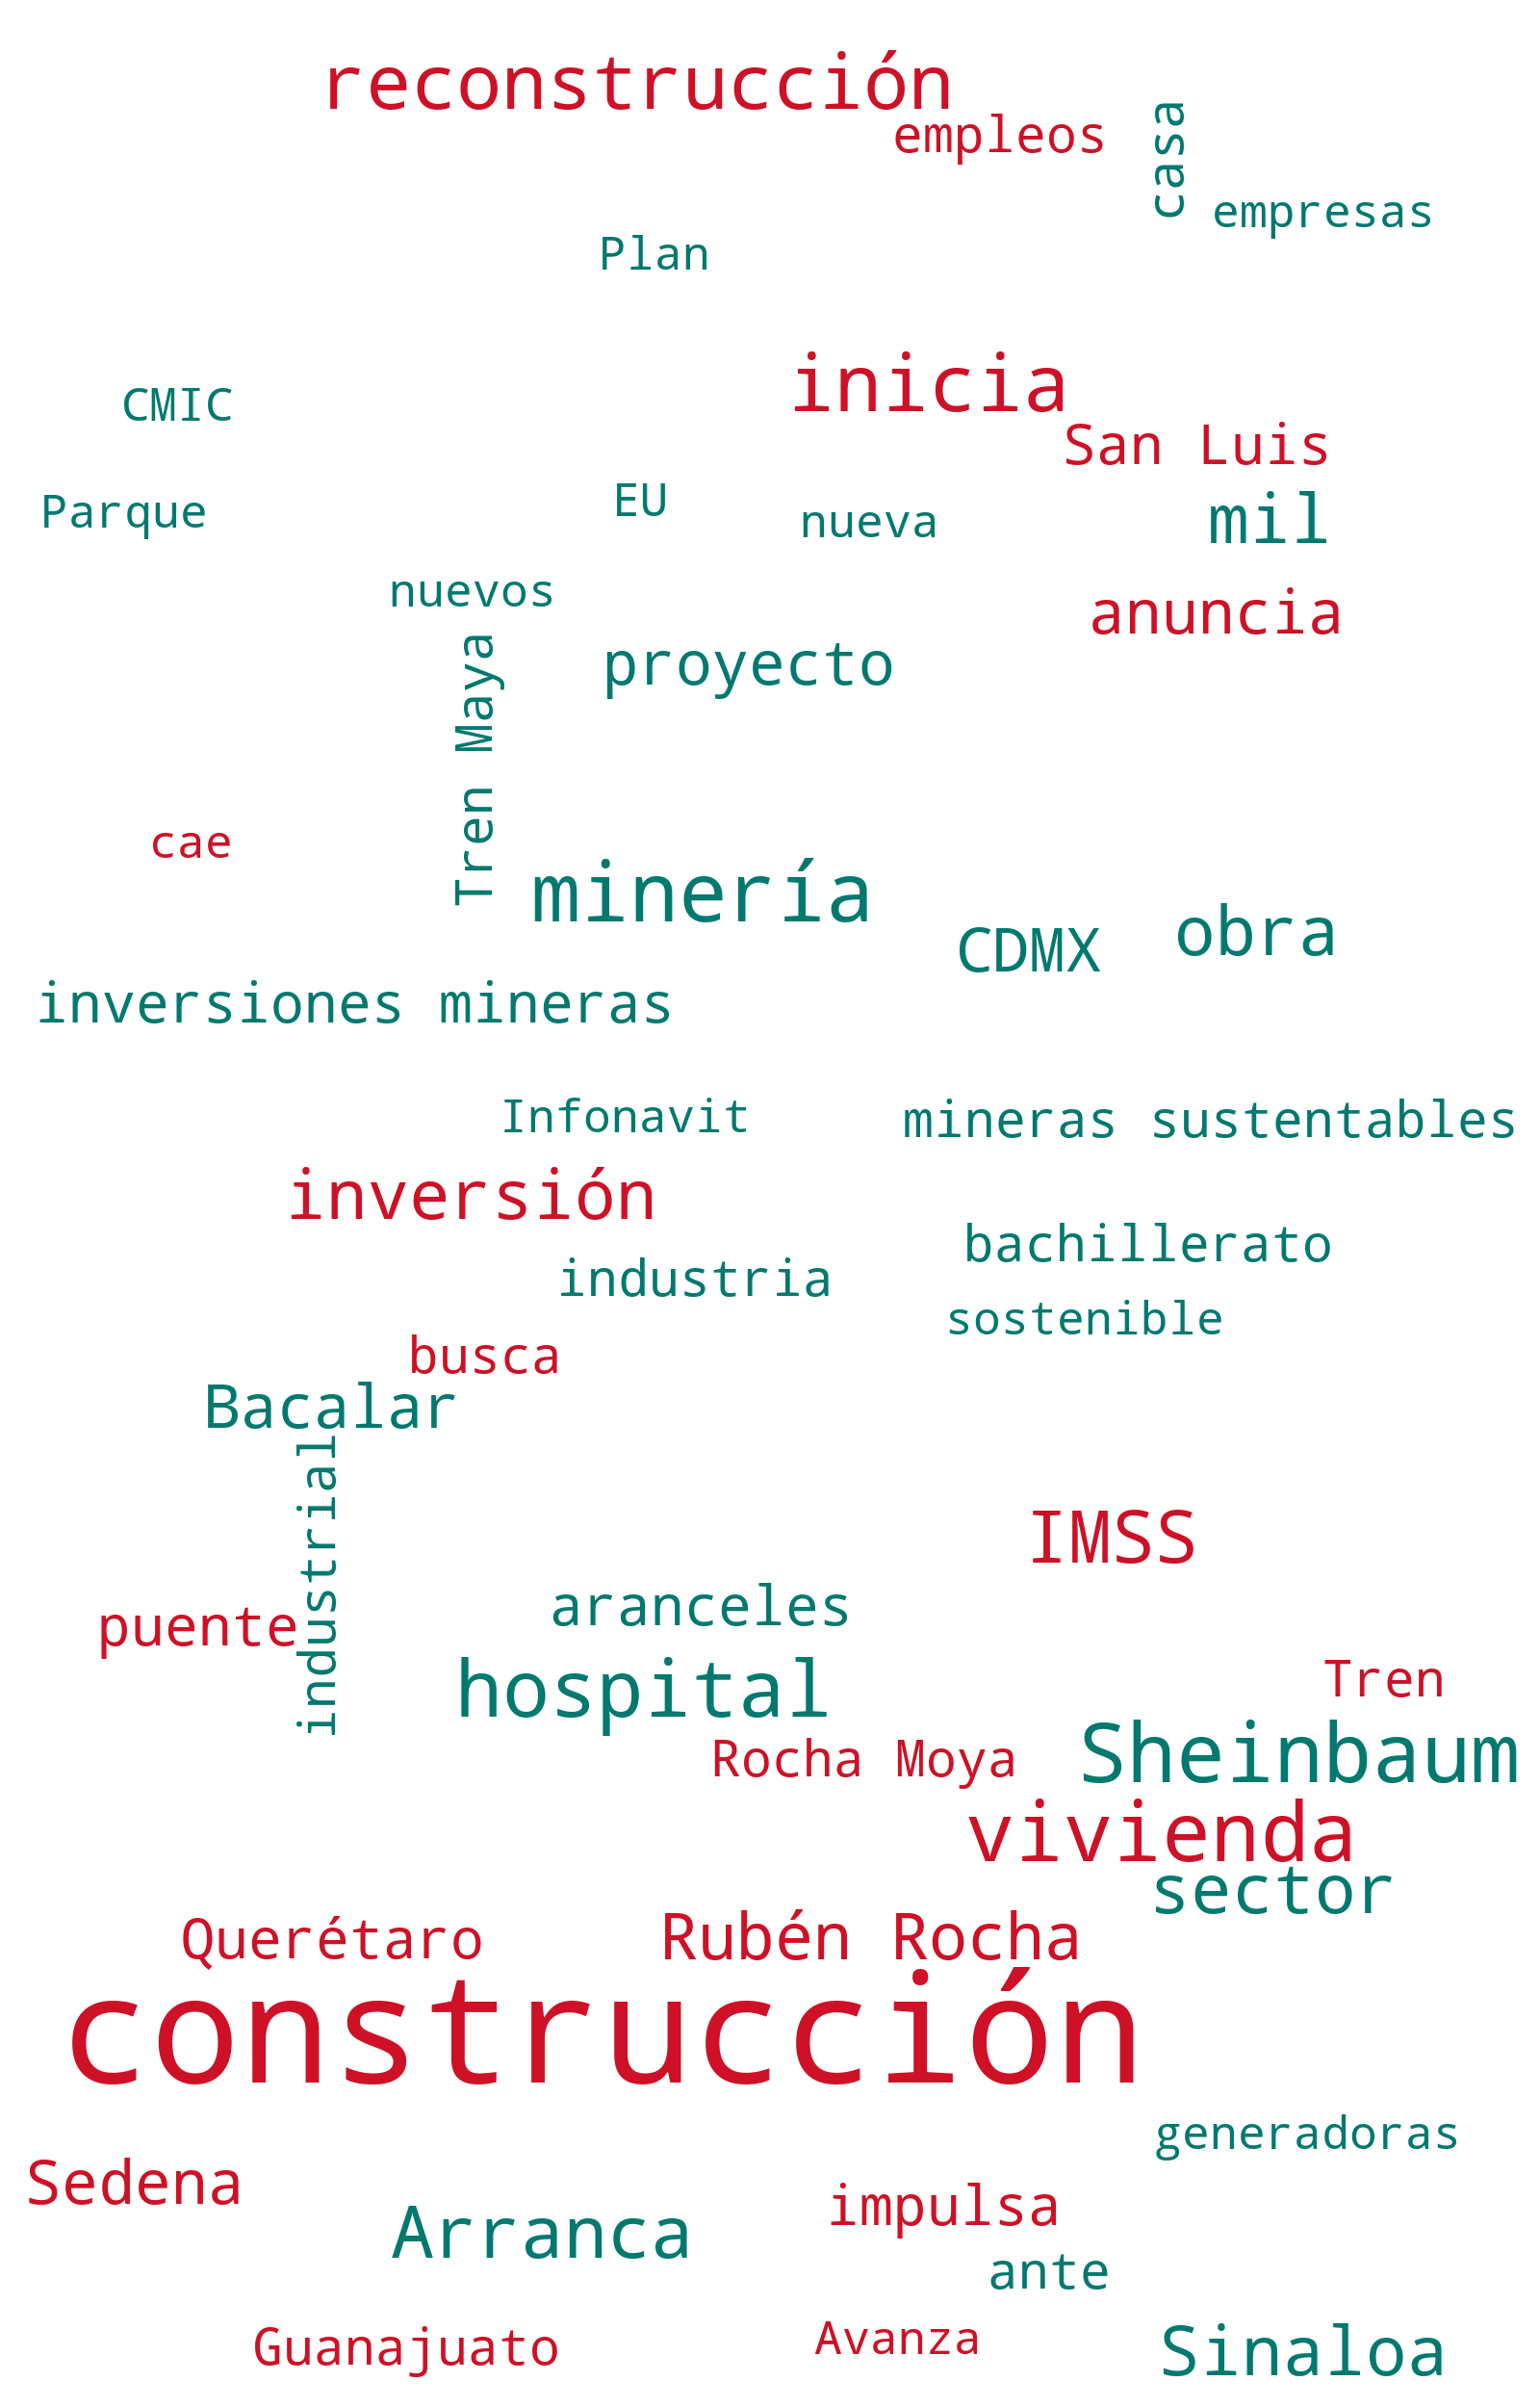 reconstrucción
empleos
casa
empresas
Plan
inicia
CMIC
San Luis
Parque
EU
nueva
mil
nuevos
anuncia
Tren Maya
proyecto
cae
minería
CDMX
obra
inversiones mineras
Infonavit
mineras sustentables
inversión
bachillerato
industria
sostenible
busca
Bacalar
industrial
IMSS
aranceles
puente
hospital
Tren
Rocha Moya
Sheinbaum
vivienda
sector
Querétaro
Rubén Rocha
construcción
generadoras
Sedena
impulsa
Arranca
ante
Guanajuato
Avanza
Sinaloa